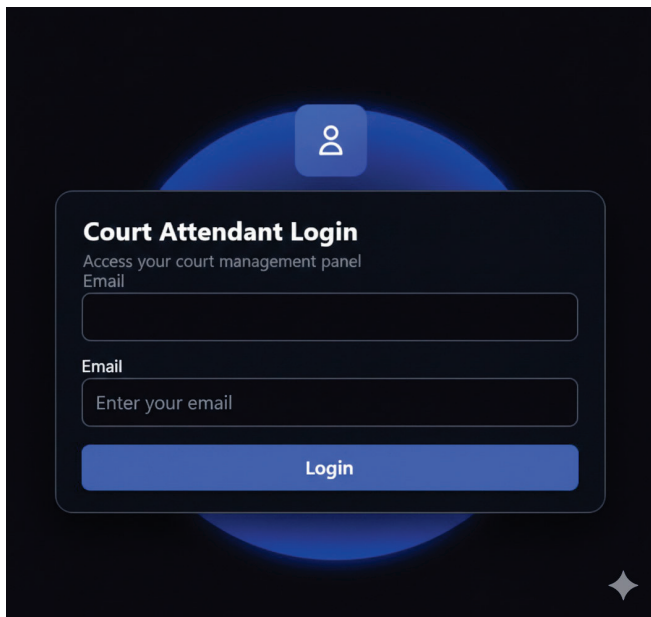 Court Attendant Login
Access your court management panel
Email
Email
Enter your email
Login